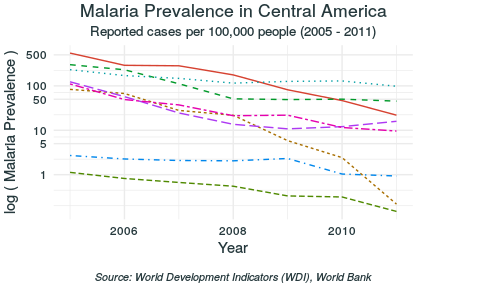 Malaria Prevalence in Central America
Reported cases per 100,000 people (2005 - 2011)
log ( Malaria Prevalence )
500
100
50
10
5
1
2006
2008
2010
Year
Source: World Development Indicators (WDI), World Bank